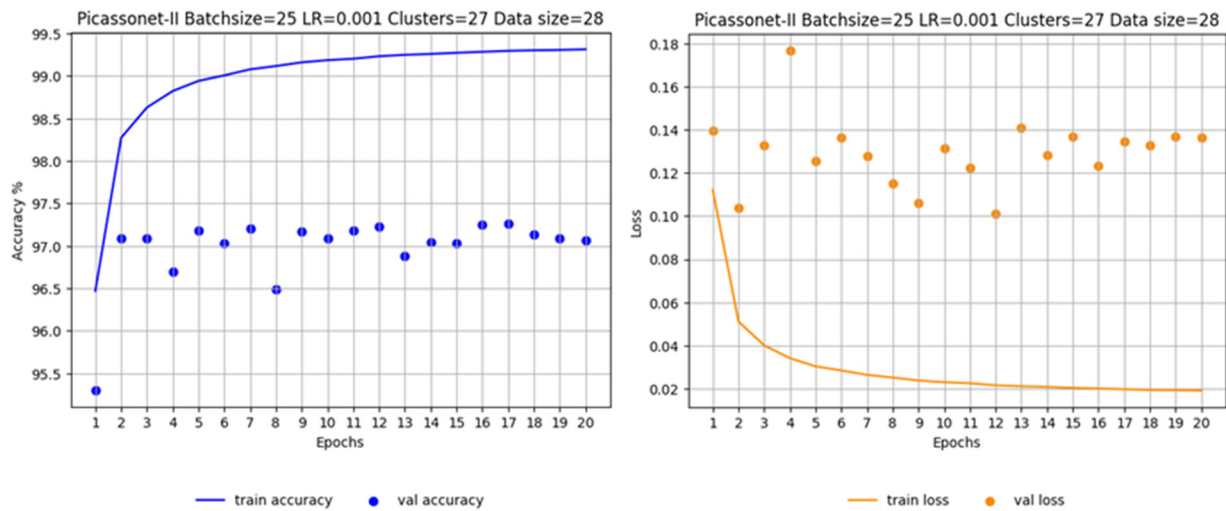 Picassonet-II Batchsize=25 LR=0.001 Clusters=27 Data size=28
99.5
99.0
98.5
98.0
97.5
97.0
96.5
96.0
95.5
Accuracy %
1 2 3 4 5 6 7 8 9 10 11 12 13 14 15 16 17 18 19 20
Epochs
train accuracy val accuracy
Picassonet-II Batchsize=25 LR=0.001 Clusters=27 Data size=28
0.18
0.16
0.14
0.12
0.10
0.08
0.06
0.04
0.02
Loss
1 2 3 4 5 6 7 8 9 10 11 12 13 14 15 16 17 18 19 20
Epochs
train loss val loss